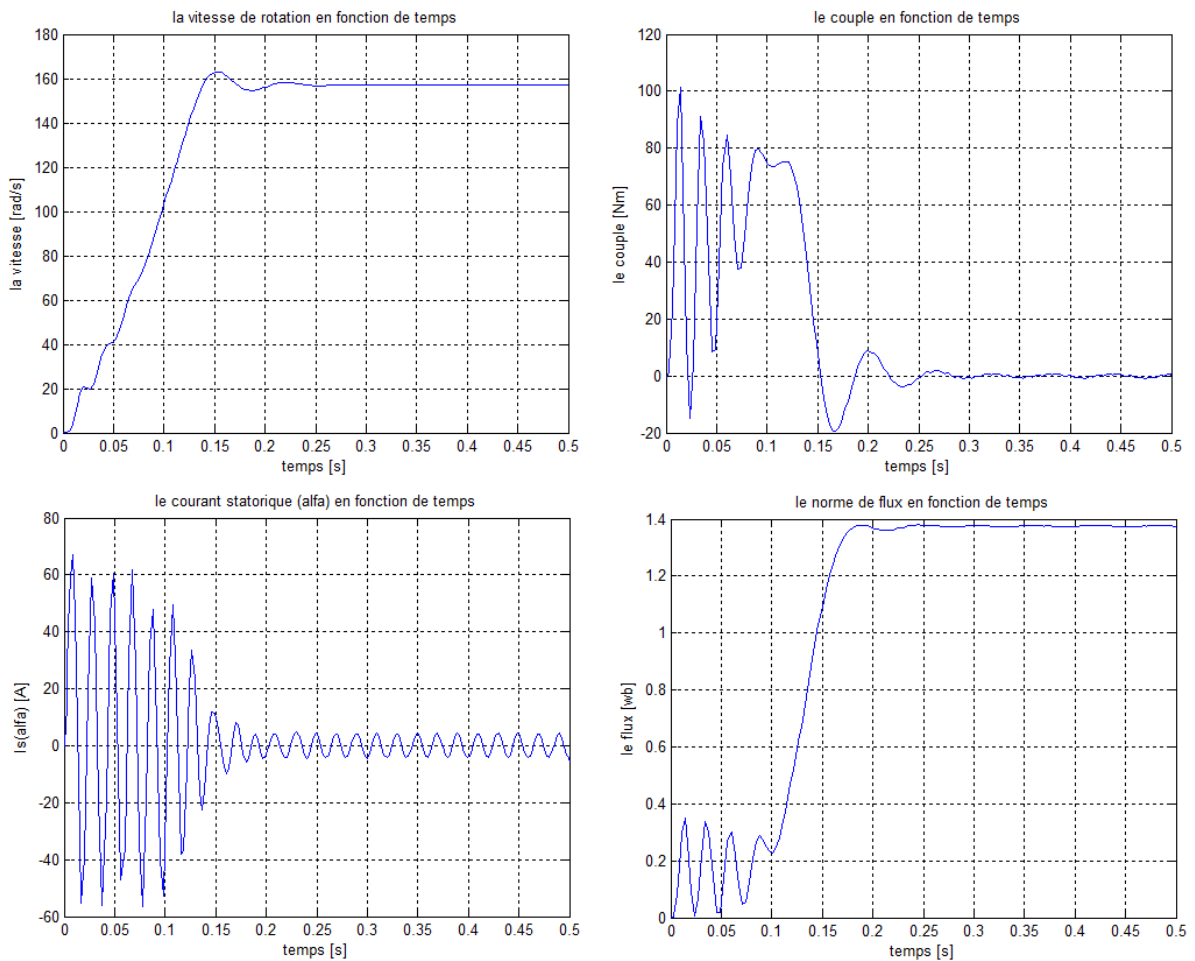 la vitesse de rotation en fonction de temps
180
160
140
120
100
80
60
40
20
0
la vitesse [rad/s]
0 0.05 0.1 0.15 0.2 0.25 0.3 0.35 0.4 0.45 0.5
temps [s]
le couple en fonction de temps
120
100
80
60
40
20
0
-20
le couple [Nm]
0 0.05 0.1 0.15 0.2 0.25 0.3 0.35 0.4 0.45 0.5
temps [s]
le courant statorique (alfa) en fonction de temps
80
60
40
20
0
-20
-40
-60
Is(alfa) [A]
0 0.05 0.1 0.15 0.2 0.25 0.3 0.35 0.4 0.45 0.5
temps [s]
le norme de flux en fonction de temps
1.4
1.2
1
0.8
0.6
0.4
0.2
0
le flux [wb]
0 0.05 0.1 0.15 0.2 0.25 0.3 0.35 0.4 0.45 0.5
temps [s]